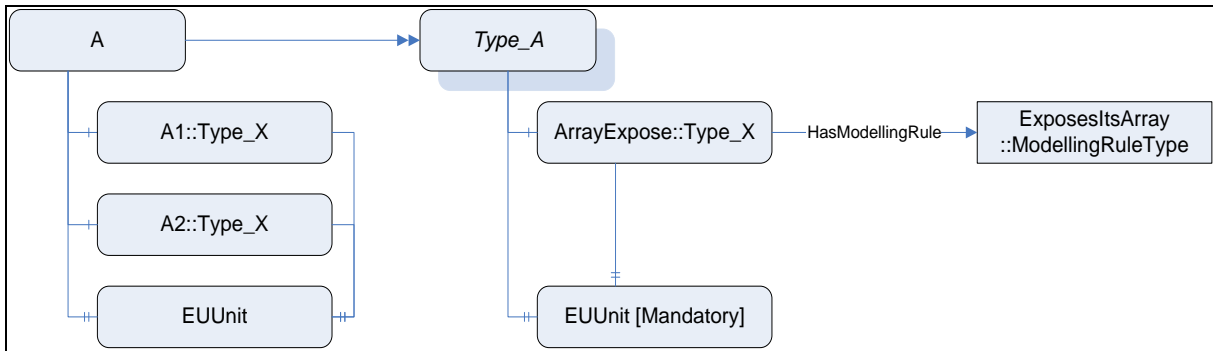 A
Type_A
A1::Type_X
ArrayExpose::Type_X
HasModellingRule
ExposesItsArray
::ModellingRuleType
A2::Type_X
EUUnit
EUUnit [Mandatory]